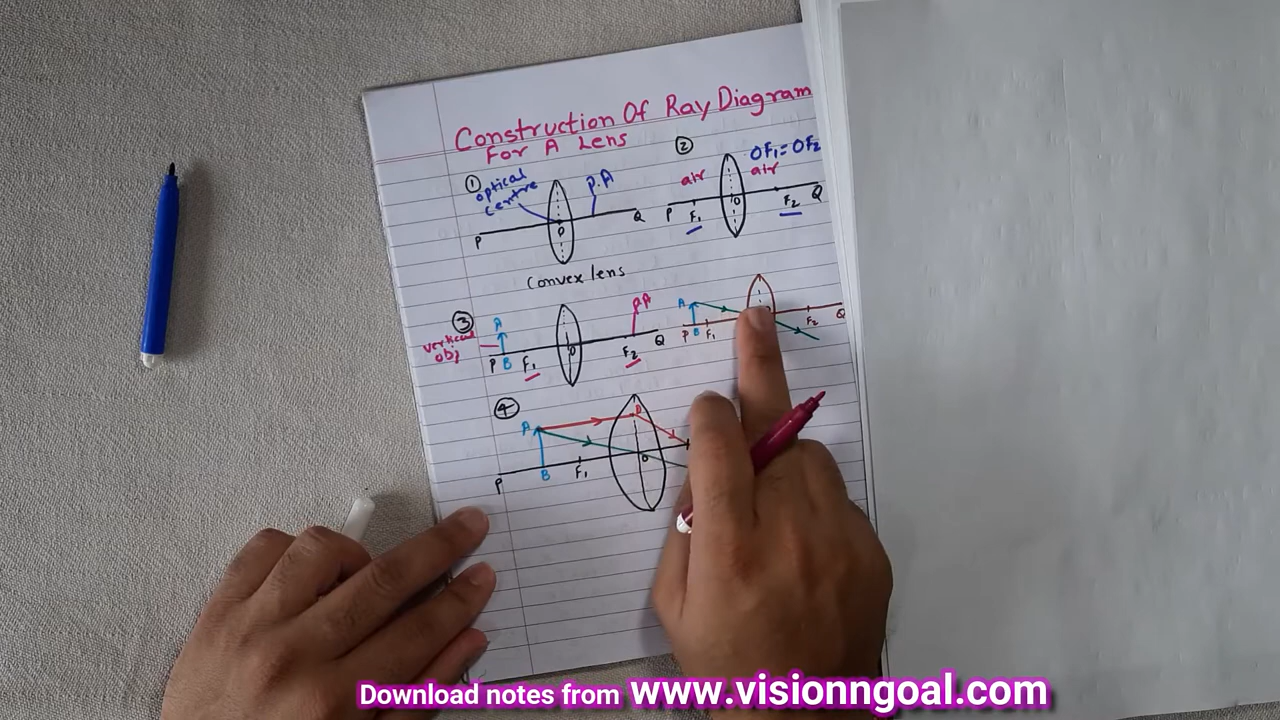 Construction Of Ray Diagram
For A Lens
①
optical
centre
P.A
P
O
Q
Convex lens
②
OF₁ = OF₂
air
air
P
F₁
O
F₂
Q
③
vertical
obj
A
P
B
F₁
O
F₂
Q
P.A
A
P
B
F₁
F₂
Q
④
A
D
P
B
F₁
O
Download notes from www.visionngoal.com